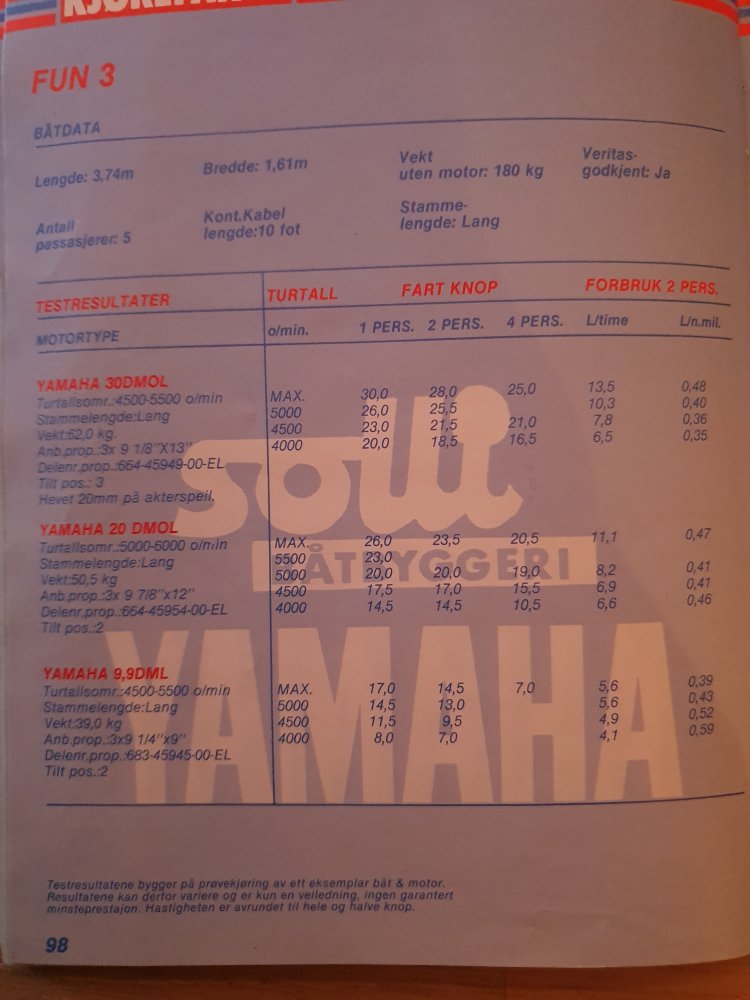 FUN 3
BÅTDATA
Lengde: 3,74m Bredde: 1,61m Vekt uten motor: 180 kg Veritas-godkjent: Ja
Antall passasjerer: 5 Kont.Kabel lengde:10 fot Stamme-lengde: Lang
TESTRESULTATER TURTALL FART KNOP FORBRUK 2 PERS.
MOTORTYPE o/min. 1 PERS. 2 PERS. 4 PERS. L/time L/n.mil.
YAMAHA 30DMOL
Turtallsomr.:4500-5500 o/min MAX. 30,0 28,0 25,0 13,5 0,48
Stammelengde:Lang 5000 26,0 25,5 10,3 0,40
Vekt:62,0 kg. 4500 23,0 21,5 21,0 7,8 0,36
Anb.prop.:3x 9 1/8"X13" 4000 20,0 18,5 16,5 6,5 0,35
Delenr.prop.:664-45949-00-EL
Tilt pos.: 3
Hevet 20mm på akterspeil.
YAMAHA 20 DMOL
Turtallsomr.:5000-6000 o/min MAX. 26,0 23,5 20,5 11,1 0,47
Stammelengde:Lang 5500 23,0
Vekt:50,5 kg 5000 20,0 20,0 19,0 8,2 0,41
Anb.prop.:3x 9 7/8"x12" 4500 17,5 17,0 15,5 6,9 0,41
Delenr.prop.:664-45954-00-EL 4000 14,5 14,5 10,5 6,6 0,46
Tilt pos.:2
YAMAHA 9,9DML
Turtallsomr.:4500-5500 o/min MAX. 17,0 14,5 7,0 5,6 0,39
Stammelengde:Lang 5000 14,5 13,0 5,6 0,43
Vekt:39,0 kg 4500 11,5 9,5 4,9 0,52
Anb.prop.:3x9 1/4"x9" 4000 8,0 7,0 4,1 0,59
Delenr.prop.:683-45945-00-EL
Tilt pos.:2
BÅTBYGGERI
YAMAHA
Testresultatene bygger på prøvekjøring av ett eksemplar båt & motor.
Resultatene kan derfor variere og er kun en veiledning, ingen garantert
minsteprestajon. Hastigheten er avrundet til hele og halve knop.
98